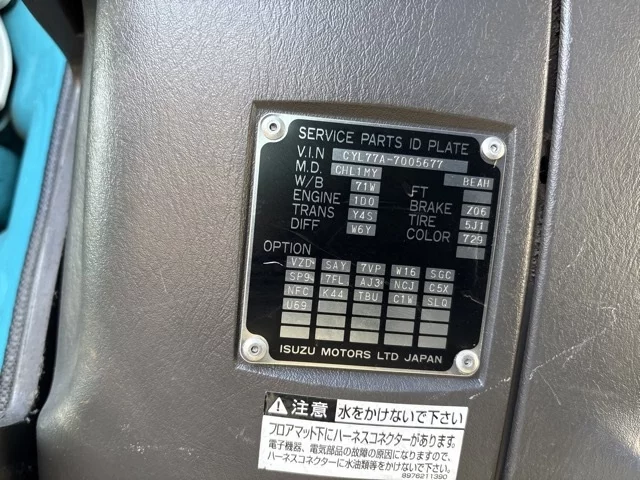 SERVICE PARTS ID PLATE
V.I.N CYL77A-7005677
M.D. CHL1MY BEAH
W/B 71W FT
ENGINE 1D0 BRAKE Z06
TRANS Y4S TIRE 5J1
DIFF W6Y COLOR 729
OPTION
VZD* SAY 7VP W16 SGC
SP9* 7FL AJ3* NCJ C5X
NFC K44 TBU C1W SLQ
U69
ISUZU MOTORS LTD JAPAN
注意 水をかけないで下さい
フロアマット下にハーネスコネクターがあります。
電子機器、電気部品の故障の原因になりますので、
ハーネスコネクターに水油類等をかけないで下さい。
8976211390